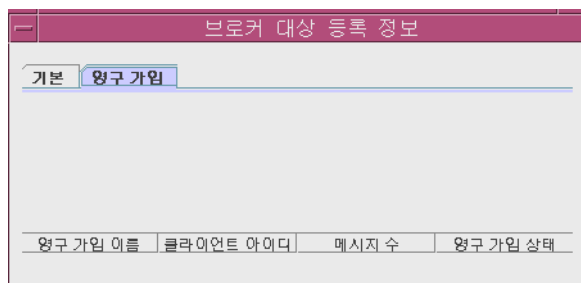 브로커 대상 등록 정보
기본 영구 가입
영구 가입 이름 클라이언트 아이디 메시지 수 영구 가입 상태